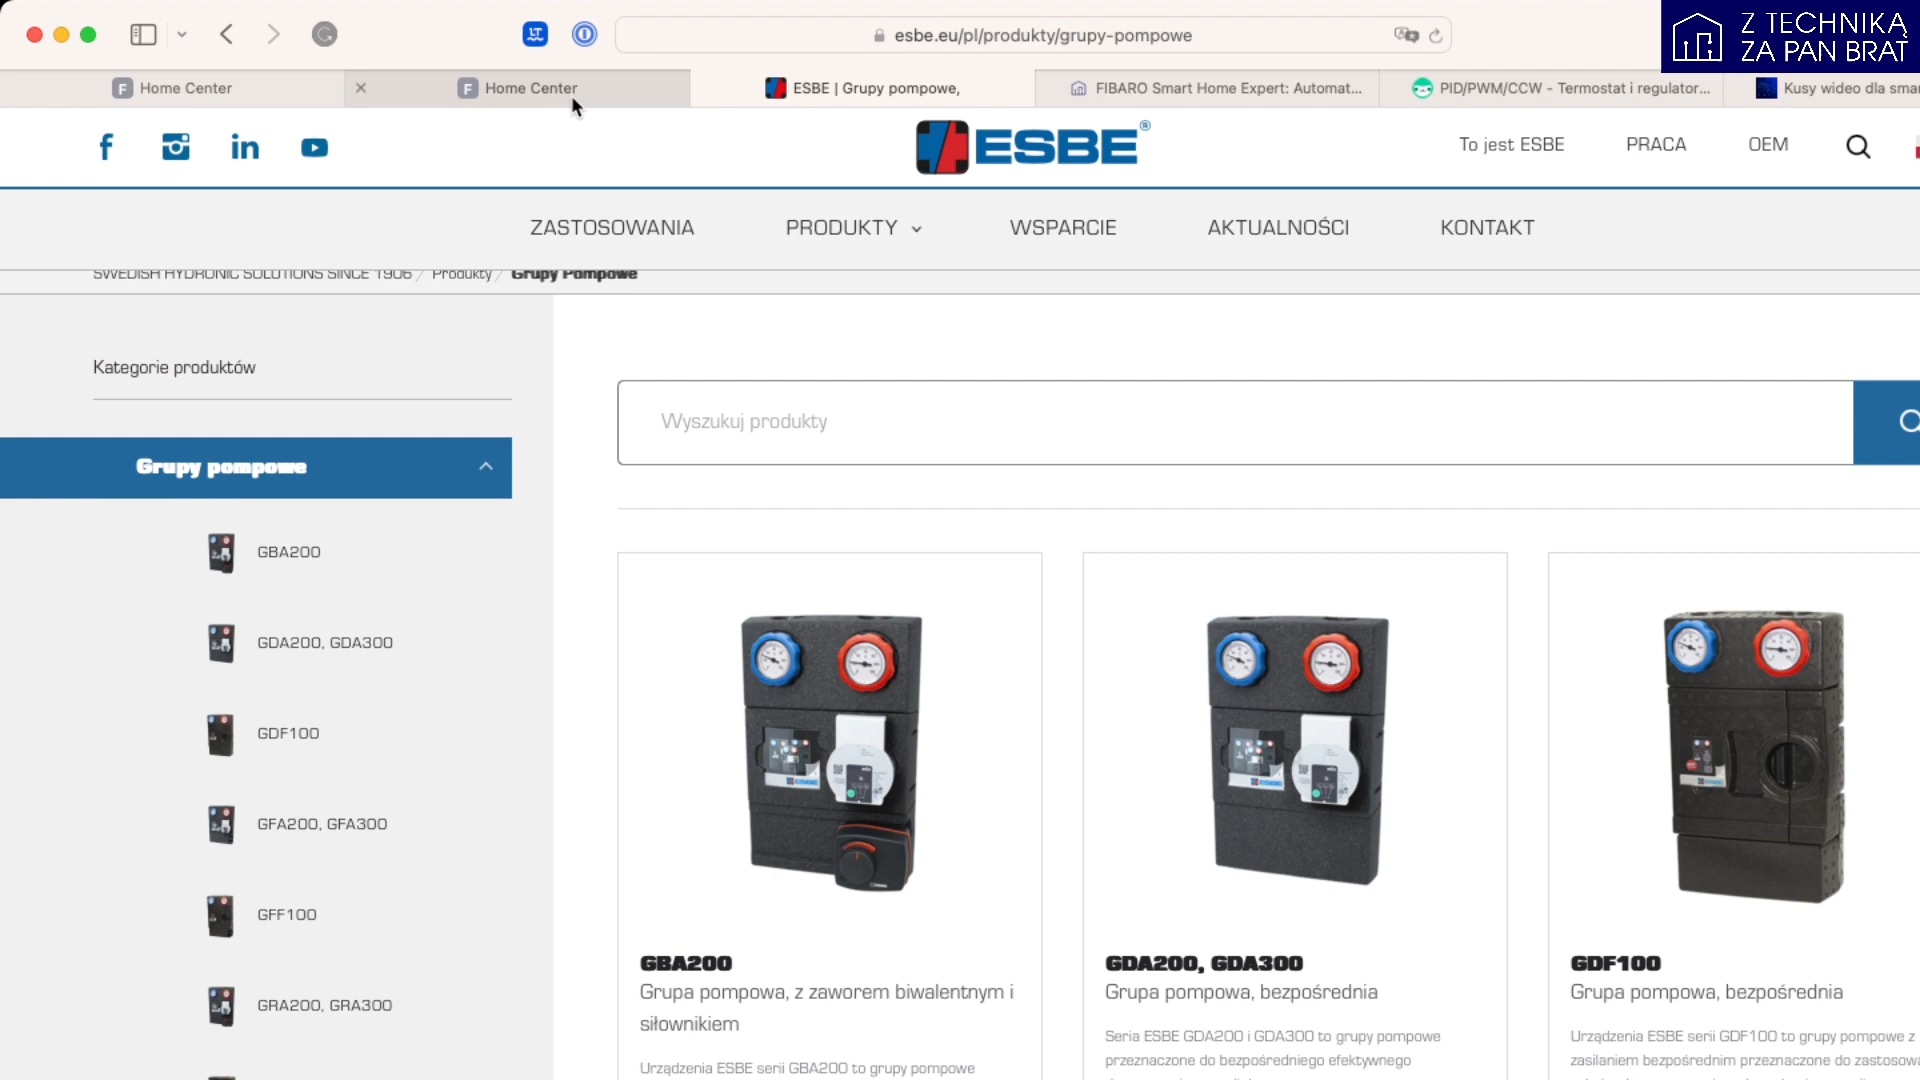 esbe.eu/pl/produkty/grupy-pompowe
Z TECHNIKĄ
ZA PAN BRAT
Home Center
Home Center
ESBE | Grupy pompowe,
FIBARO Smart Home Expert: Automat...
PID/PWM/CCW - Termostat i regulator...
Kusy wideo dla smar
ESBE®
To jest ESBE
PRACA
OEM
ZASTOSOWANIA
PRODUKTY
WSPARCIE
AKTUALNOŚCI
KONTAKT
SWEDISH HYDRONIC SOLUTIONS SINCE 1906 / Produkty / Grupy Pompowe
Kategorie produktów
Wyszukuj produkty
Grupy pompowe
GBA200
GDA200, GDA300
GDF100
GFA200, GFA300
GFF100
GRA200, GRA300
GBA200
Grupa pompowa, z zaworem biwalentnym i
siłownikiem
Urządzenia ESBE serii GBA200 to grupy pompowe
GDA200, GDA300
Grupa pompowa, bezpośrednia
Seria ESBE GDA200 i GDA300 to grupy pompowe
przeznaczone do bezpośredniego efektywnego
GDF100
Grupa pompowa, bezpośrednia
Urządzenia ESBE serii GDF100 to grupy pompowe z
zasilaniem bezpośrednim przeznaczone do zastosowa